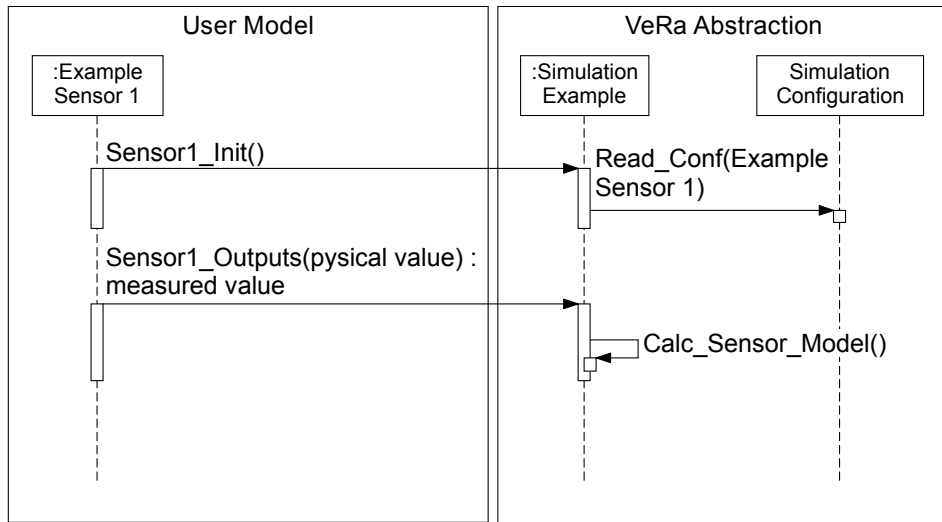 User Model
VeRa Abstraction
:Example
Sensor 1
:Simulation
Example
Simulation
Configuration
Sensor1_Init()
Read_Conf(Example
Sensor 1)
Sensor1_Outputs(pysical value) :
measured value
Calc_Sensor_Model()